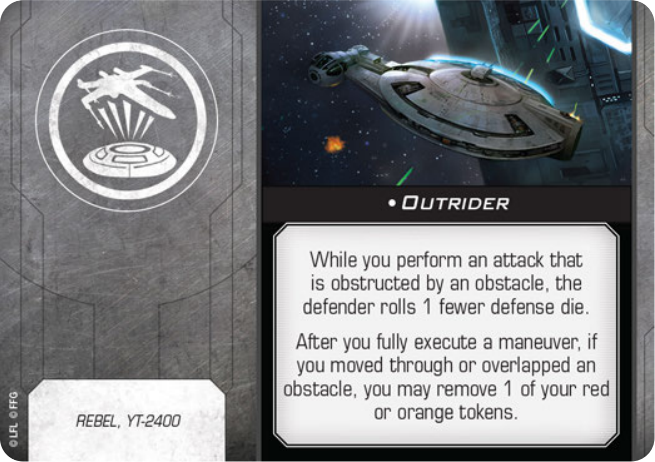 • OUTRIDER
While you perform an attack that
is obstructed by an obstacle, the
defender rolls 1 fewer defense die.
After you fully execute a maneuver, if
you moved through or overlapped an
obstacle, you may remove 1 of your red
or orange tokens.
REBEL, YT-2400
© LFL © FFG